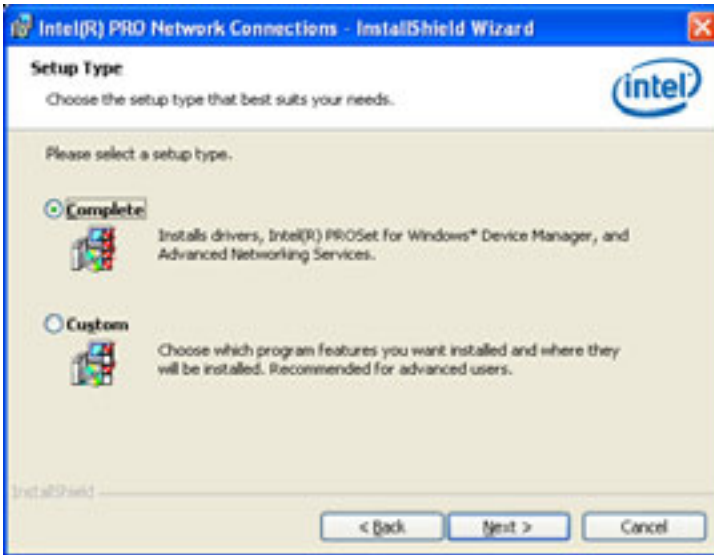 Intel(R) PRO Network Connections - InstallShield Wizard
Setup Type
Choose the setup type that best suits your needs.
intel
Please select a setup type.
Complete
Installs drivers, Intel(R) PROSet for Windows* Device Manager, and
Advanced Networking Services.
Custom
Choose which program features you want installed and where they
will be installed. Recommended for advanced users.
InstallShield
< Back
Next >
Cancel